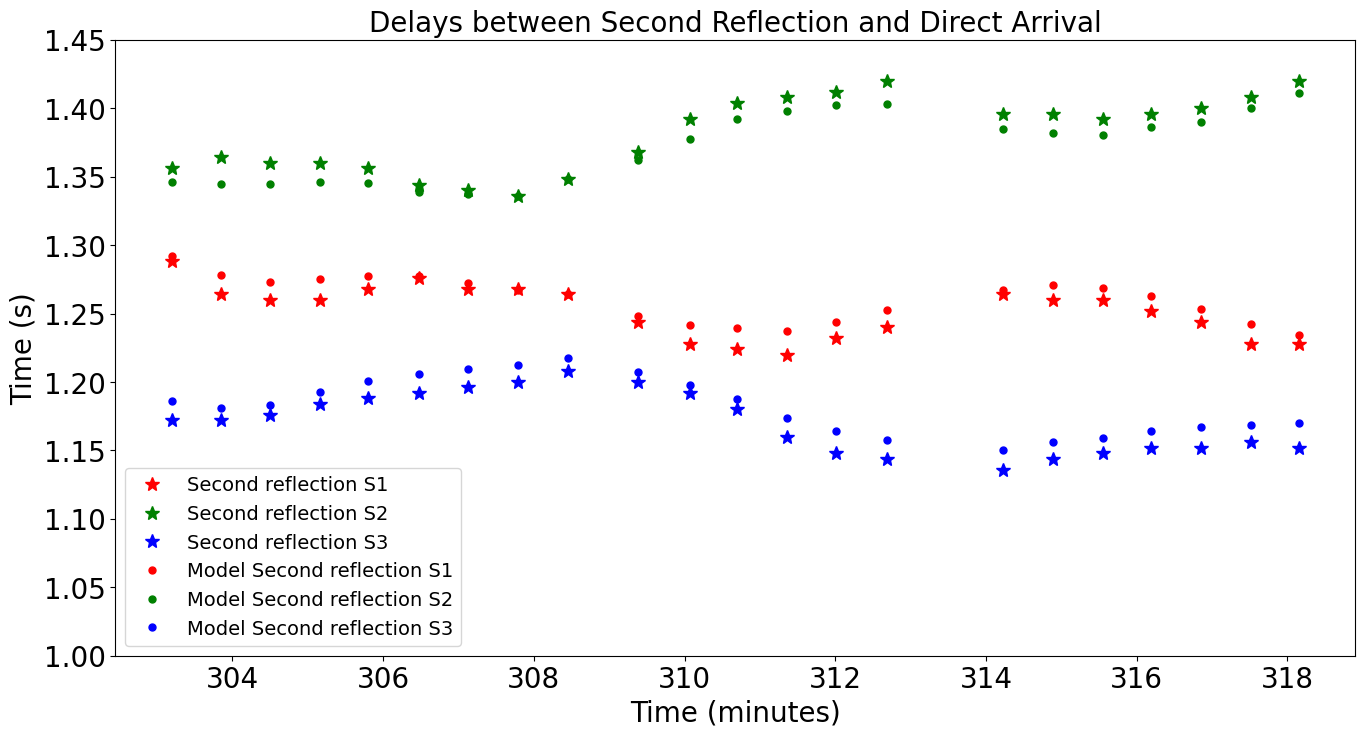 Delays between Second Reflection and Direct Arrival
1.45
1.40
1.35
1.30
1.25
1.20
1.15
1.10
1.05
1.00
Time (s)
Second reflection S1
Second reflection S2
Second reflection S3
Model Second reflection S1
Model Second reflection S2
Model Second reflection S3
304 306 308 310 312 314 316 318
Time (minutes)